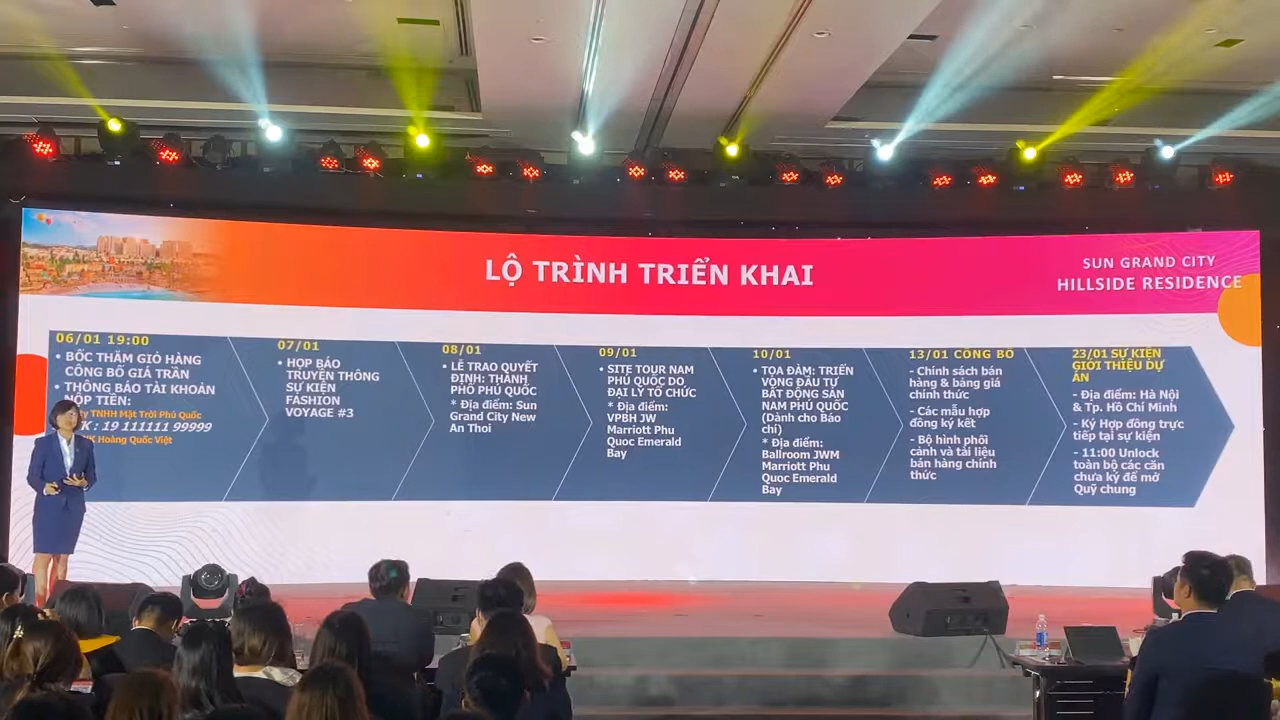 LỘ TRÌNH TRIỂN KHAI
SUN GRAND CITY
HILLSIDE RESIDENCE
06/01 19:00
• BỐC THĂM GIỎ HÀNG
CÔNG BỐ GIÁ TRẦN
• THÔNG BÁO TÀI KHOẢN
NỘP TIỀN:
TNHH Mặt Trời Phú Quốc
K : 19 111111 99999
Hoàng Quốc Việt
07/01
• HỌP BÁO
TRUYỀN THÔNG
SỰ KIỆN
FASHION
VOYAGE #3
08/01
• LỄ TRAO QUYẾT
ĐỊNH: THÀNH
PHỐ PHÚ QUỐC
* Địa điểm: Sun
Grand City New
An Thoi
09/01
• SITE TOUR NAM
PHÚ QUỐC DO
ĐẠI LÝ TỔ CHỨC
* Địa điểm:
VPBH JW
Marriott Phu
Quoc Emerald
Bay
10/01
• TỌA ĐÀM: TRIỂN
VỌNG ĐẦU TƯ
BẤT ĐỘNG SẢN
NAM PHÚ QUỐC
(Dành cho Báo
chí)
* Địa điểm:
Ballroom JWM
Marriott Phu
Quoc Emerald
Bay
13/01 CÔNG BỐ
- Chính sách bán
hàng & bảng giá
chính thức
- Các mẫu hợp
đồng ký kết
- Bộ hình phối
cảnh và tài liệu
bán hàng chính
thức
23/01 SỰ KIỆN
GIỚI THIỆU DỰ
ÁN
- Địa điểm: Hà Nội
& Tp. Hồ Chí Minh
- Ký Hợp đồng trực
tiếp tại sự kiện
- 11:00 Unlock
toàn bộ các căn
chưa ký để mở
Quỹ chung